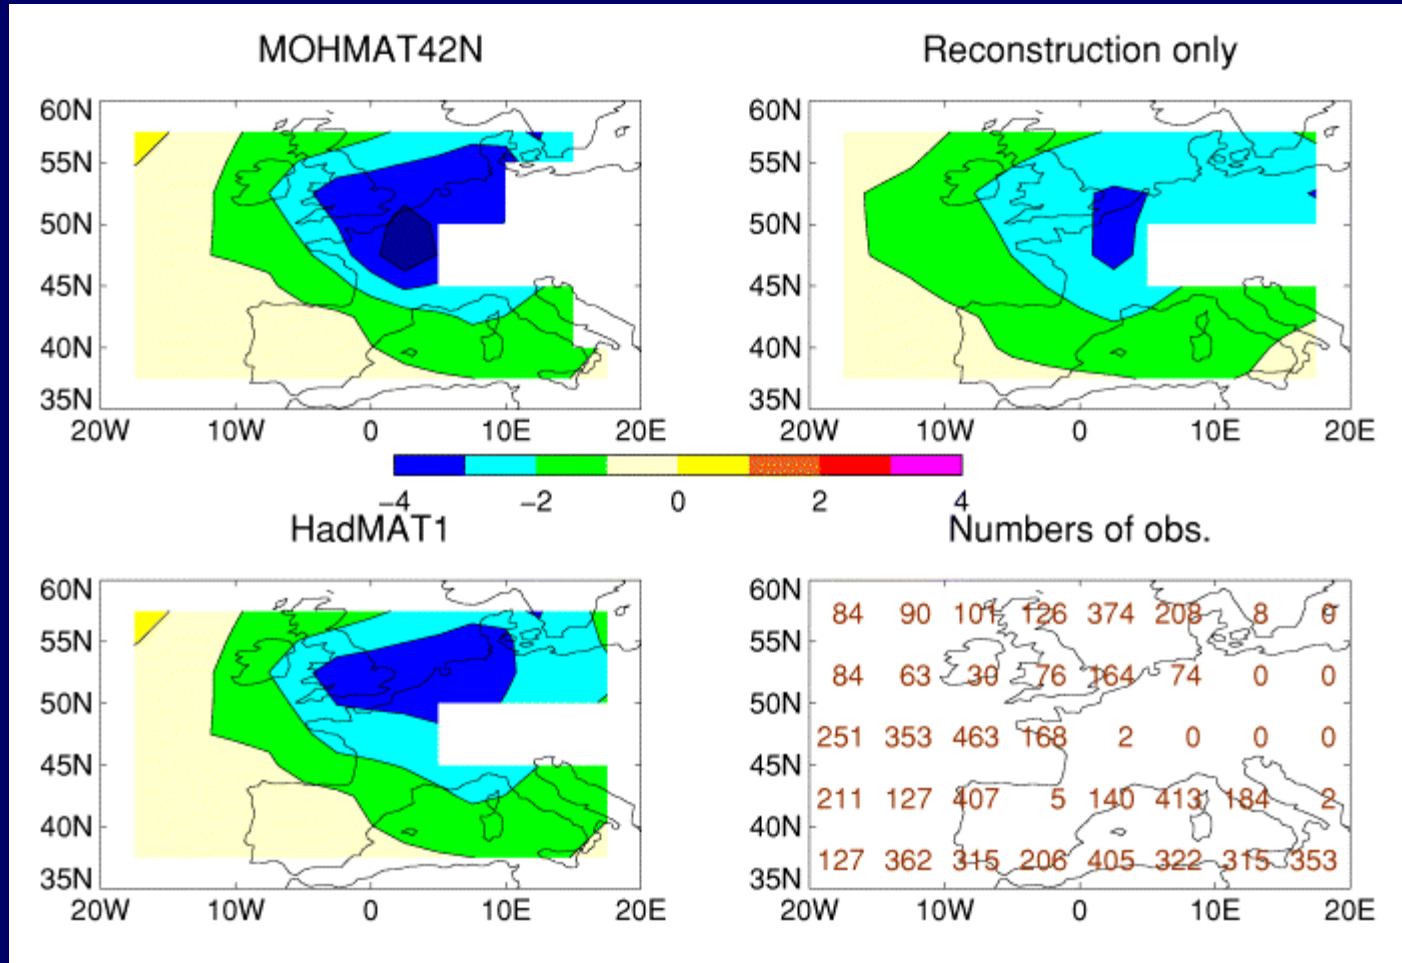 MOHMAT42N
Reconstruction only
60N
55N
50N
45N
40N
35N
20W 10W 0 10E 20E
60N
55N
50N
45N
40N
35N
20W 10W 0 10E 20E
−4 −2 0 2 4
HadMAT1
Numbers of obs.
60N
55N
50N
45N
40N
35N
20W 10W 0 10E 20E
60N
55N
50N
45N
40N
35N
84 90 101 126 374 208 8 0
84 63 30 76 164 74 0 0
251 353 463 168 2 0 0 0
211 127 407 5 140 413 184 2
127 362 315 206 405 322 315 353
20W 10W 0 10E 20E